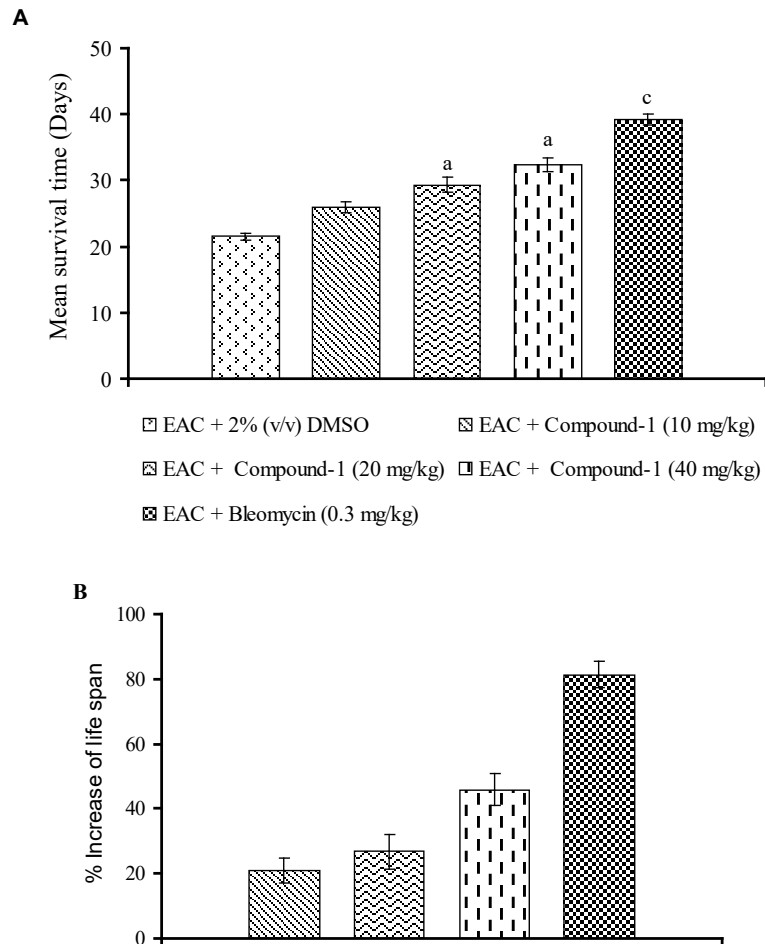 A
Mean survival time (Days)
50
40
30
20
10
0
a
a
c
EAC + 2% (v/v) DMSO
EAC + Compound-1 (10 mg/kg)
EAC + Compound-1 (20 mg/kg)
EAC + Compound-1 (40 mg/kg)
EAC + Bleomycin (0.3 mg/kg)
B
% Increase of life span
100
80
60
40
20
0